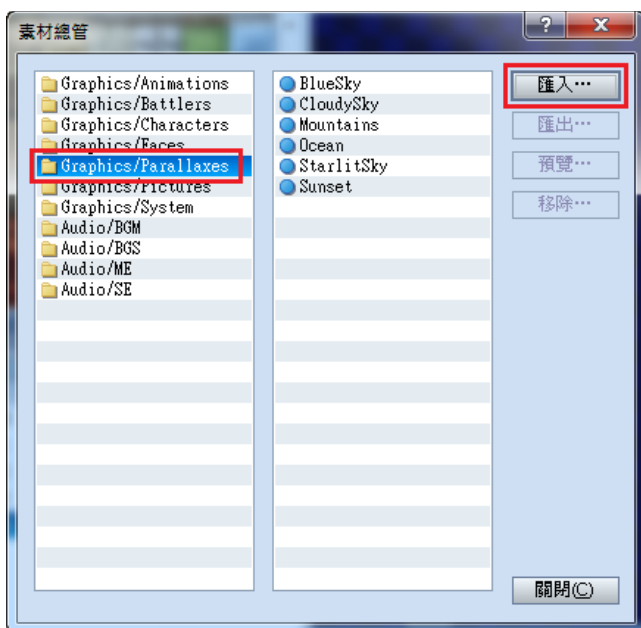 素材總管
Graphics/Animations
Graphics/Battlers
Graphics/Characters
Graphics/Faces
Graphics/Parallaxes
Graphics/Pictures
Graphics/System
Audio/BGM
Audio/BGS
Audio/ME
Audio/SE
BlueSky
CloudySky
Mountains
Ocean
StarlitSky
Sunset
匯入…
匯出…
預覽…
移除…
關閉(C)